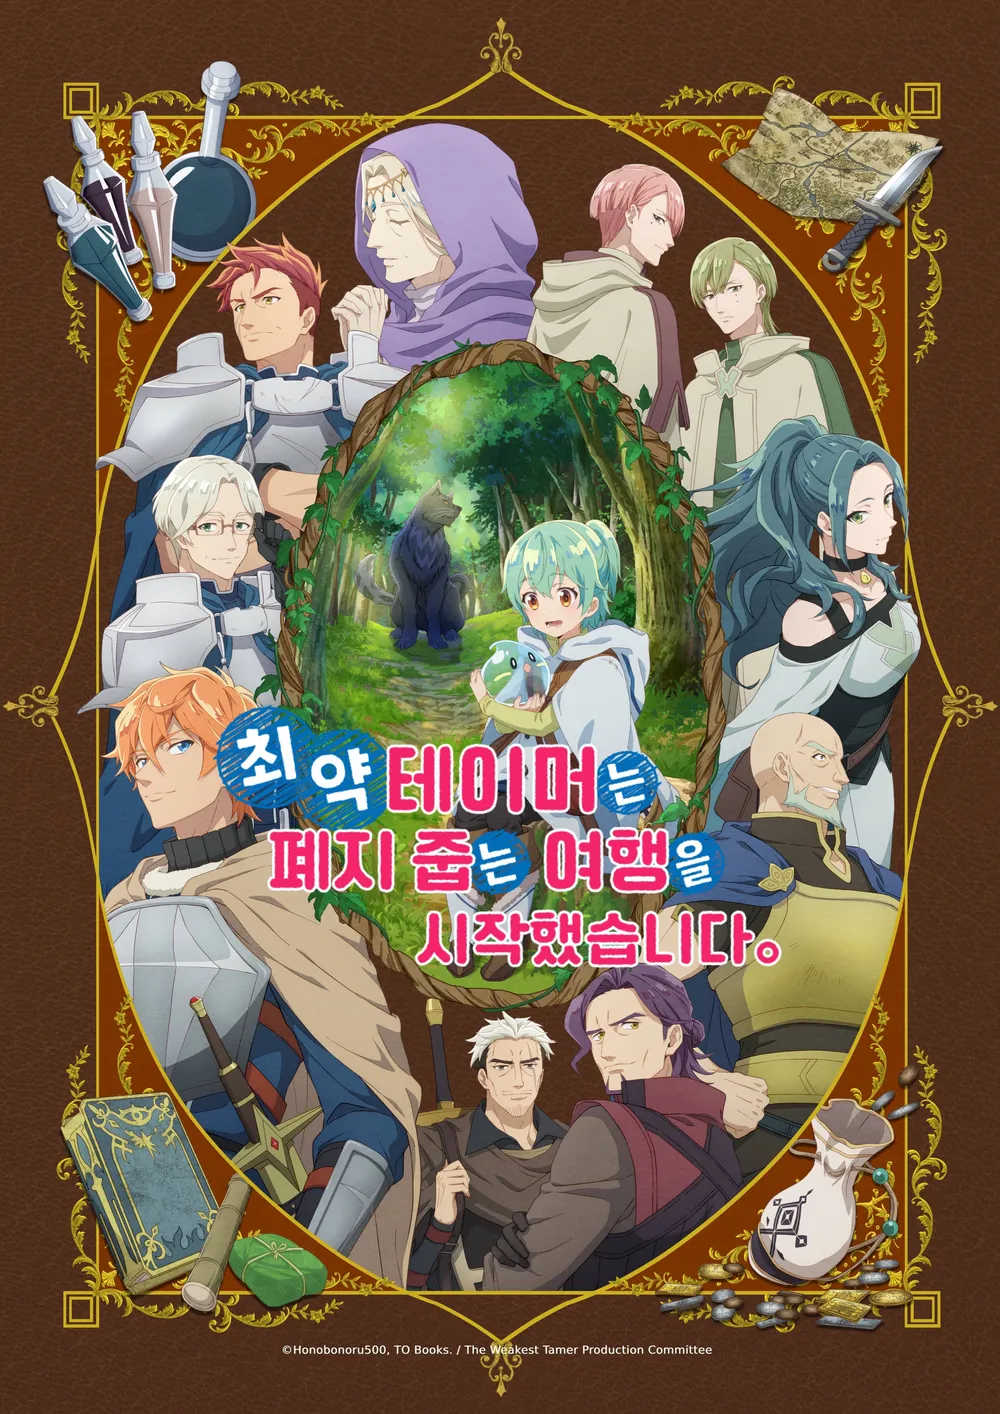 최약 테이머는
폐지 줍는 여행을
시작했습니다。
©Honobonoru500, TO Books. / The Weakest Tamer Production Committee